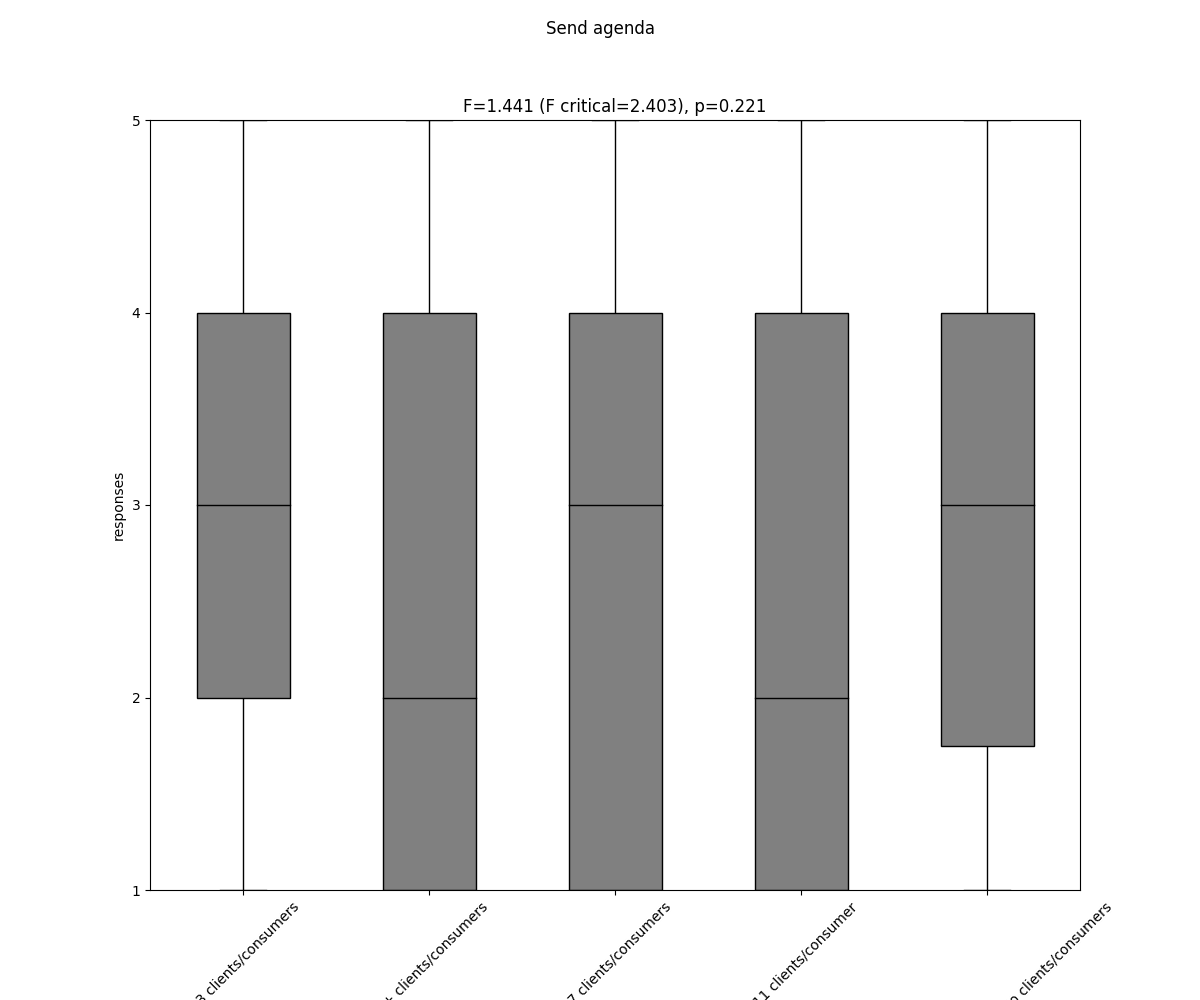 Send agenda
F=1.441 (F critical=2.403), p=0.221
5
4
3
2
1
responses
3 clients/consumers
clients/consumers
7 clients/consumers
11 clients/consumer
clients/consumers